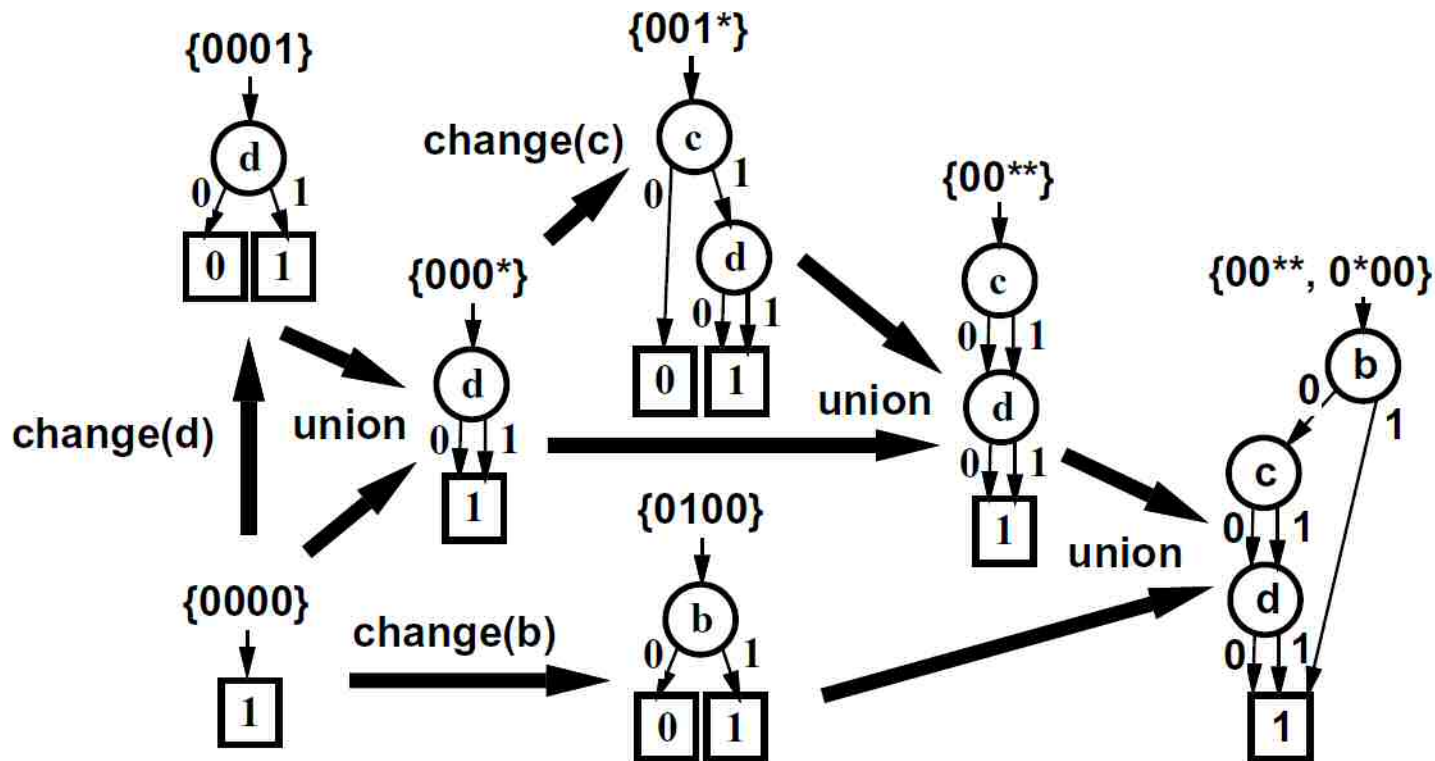 {0001}
d
0 1
0 1
change(d)
{0000}
1
union
{000*}
d
0 1
1
change(c)
{001*}
c
0 1
d
0 1
0 1
change(b)
{0100}
b
0 1
0 1
union
{00**}
c
0 1
d
0 1
1
union
{00**, 0*00}
b
0 1
c
0 1
d
0 1
1